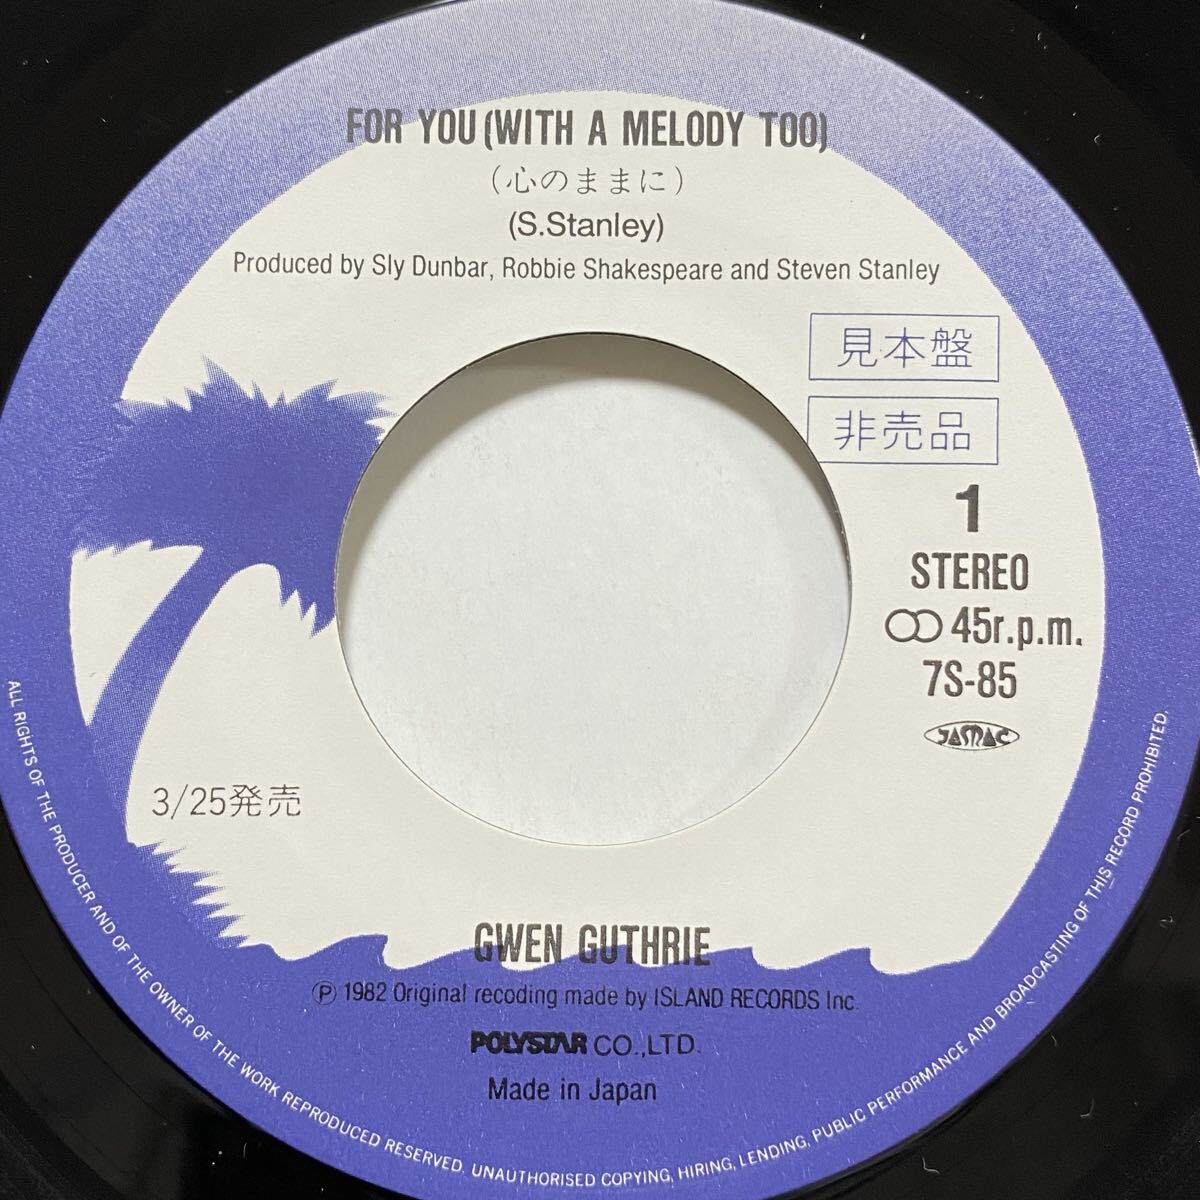 FOR YOU (WITH A MELODY TOO)
(心のままに)
(S.Stanley)
Produced by Sly Dunbar, Robbie Shakespeare and Steven Stanley
見本盤
非売品
1
STEREO
45r.p.m.
7S-85
JASRAC
3/25発売
GWEN GUTHRIE
Ⓟ 1982 Original recoding made by ISLAND RECORDS Inc.
POLYSTAR CO.,LTD.
Made in Japan
ALL RIGHTS OF THE PRODUCER AND OF THE OWNER OF THE WORK REPRODUCED RESERVED. UNAUTHORISED COPYING, HIRING, LENDING, PUBLIC PERFORMANCE AND BROADCASTING OF THIS RECORD PROHIBITED.